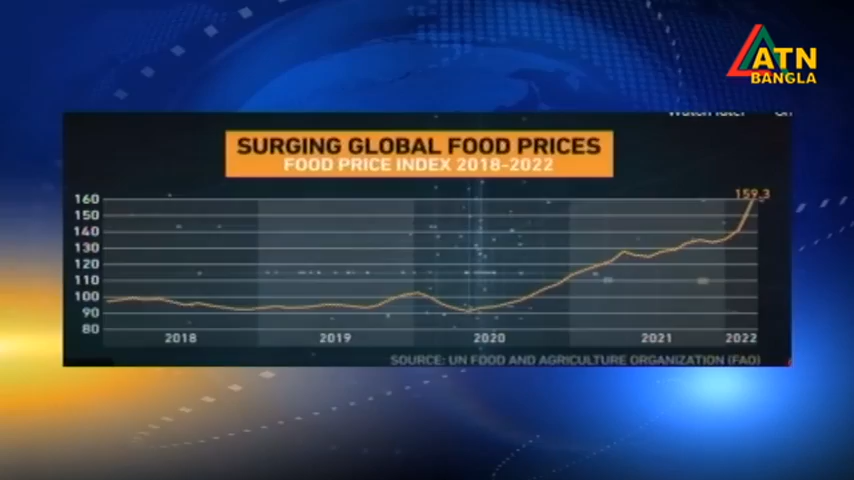 ATN
BANGLA
SURGING GLOBAL FOOD PRICES
FOOD PRICE INDEX 2018-2022
159.3
160
150
140
130
120
110
100
90
80
2018 2019 2020 2021 2022
SOURCE: UN FOOD AND AGRICULTURE ORGANIZATION (FAO)